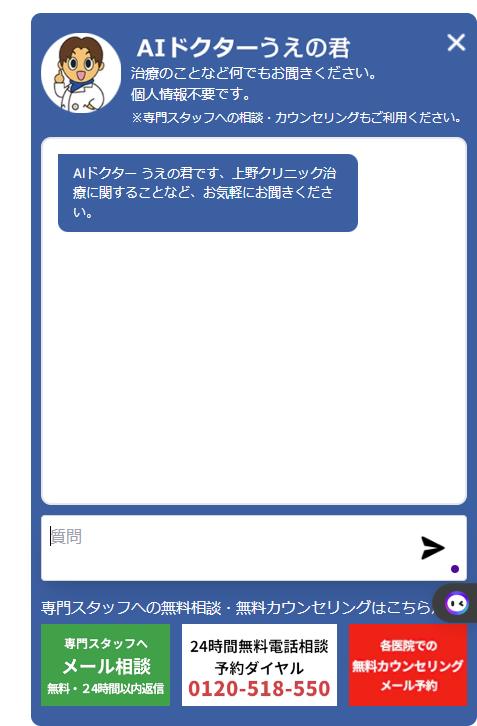 AIドクターうえの君
治療のことなど何でもお聞きください。
個人情報不要です。
※専門スタッフへの相談・カウンセリングもご利用ください。
AIドクター うえの君です、上野クリニック治
療に関することなど、お気軽にお聞きくださ
い。
質問
専門スタッフへの無料相談・無料カウンセリングはこちら
専門スタッフへ
メール相談
無料・24時間以内返信
24時間無料電話相談
予約ダイヤル
0120-518-550
各医院での
無料カウンセリング
メール予約